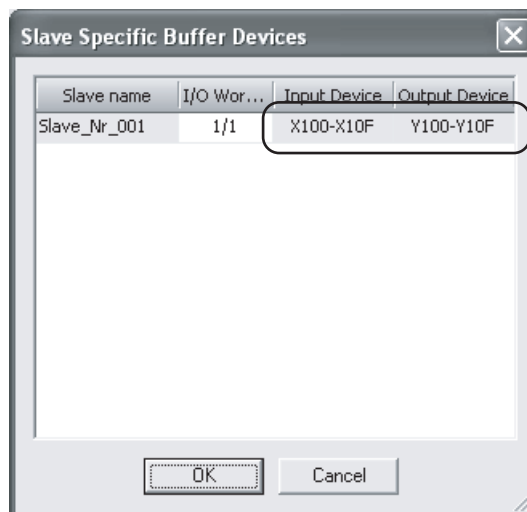 Slave Specific Buffer Devices
Slave name I/O Wor... Input Device Output Device
Slave_Nr_001 1/1 X100-X10F Y100-Y10F
OK Cancel